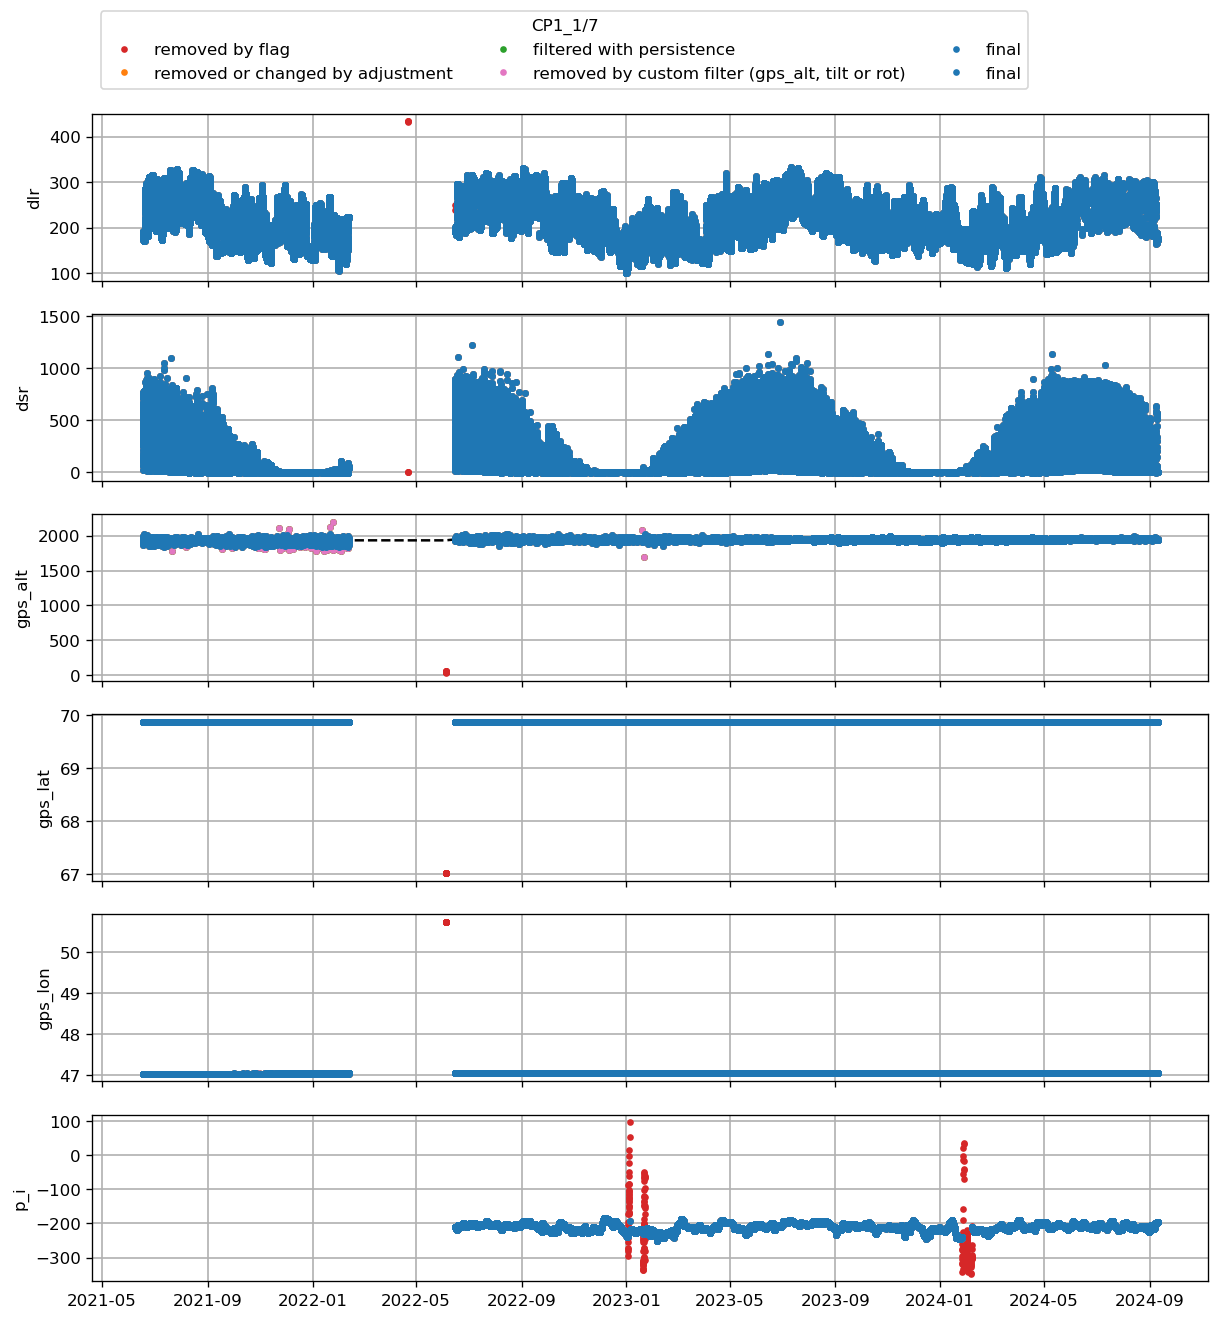 CP1_1/7
removed by flag
filtered with persistence
final
removed or changed by adjustment
removed by custom filter (gps_alt, tilt or rot)
final
400
300
200
100
dlr
1500
1000
500
0
dsr
2000
1500
1000
500
0
gps_alt
70
69
68
67
gps_lat
50
49
48
47
gps_lon
100
0
−100
−200
−300
p_i
2021-05
2021-09
2022-01
2022-05
2022-09
2023-01
2023-05
2023-09
2024-01
2024-05
2024-09